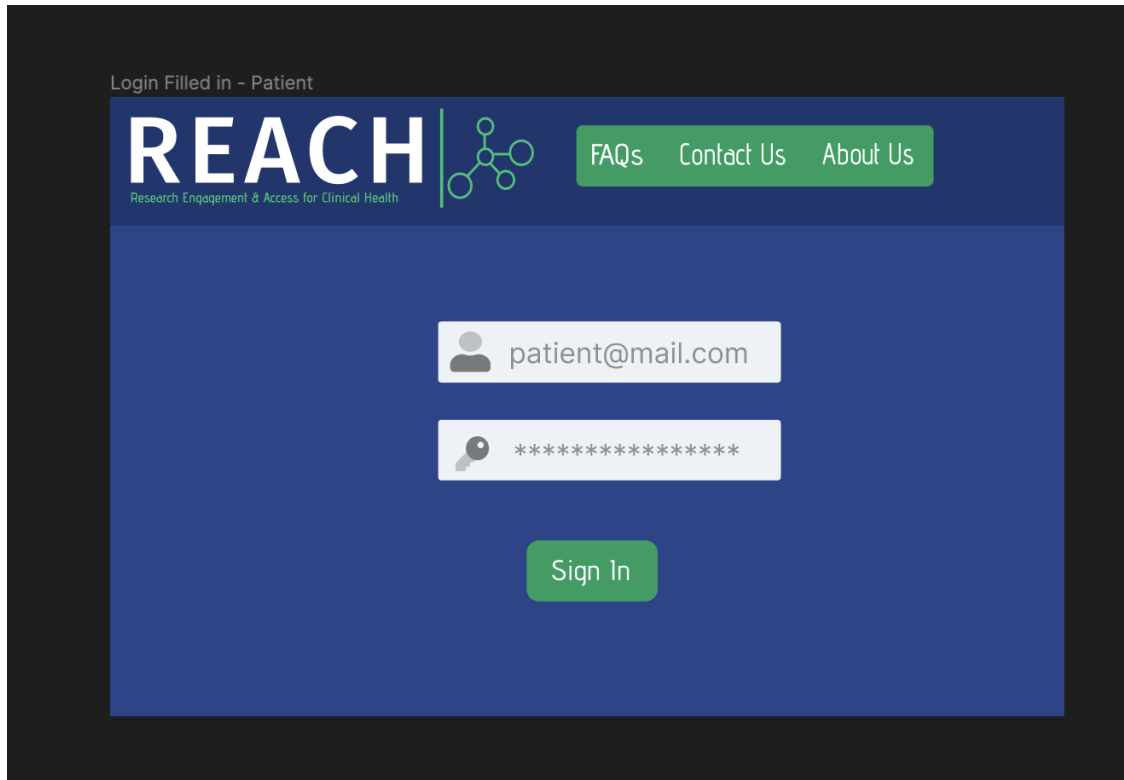 Login Filled in - Patient
REACH
Research Engagement & Access for Clinical Health
FAQs Contact Us About Us
patient@mail.com
****************
Sign In